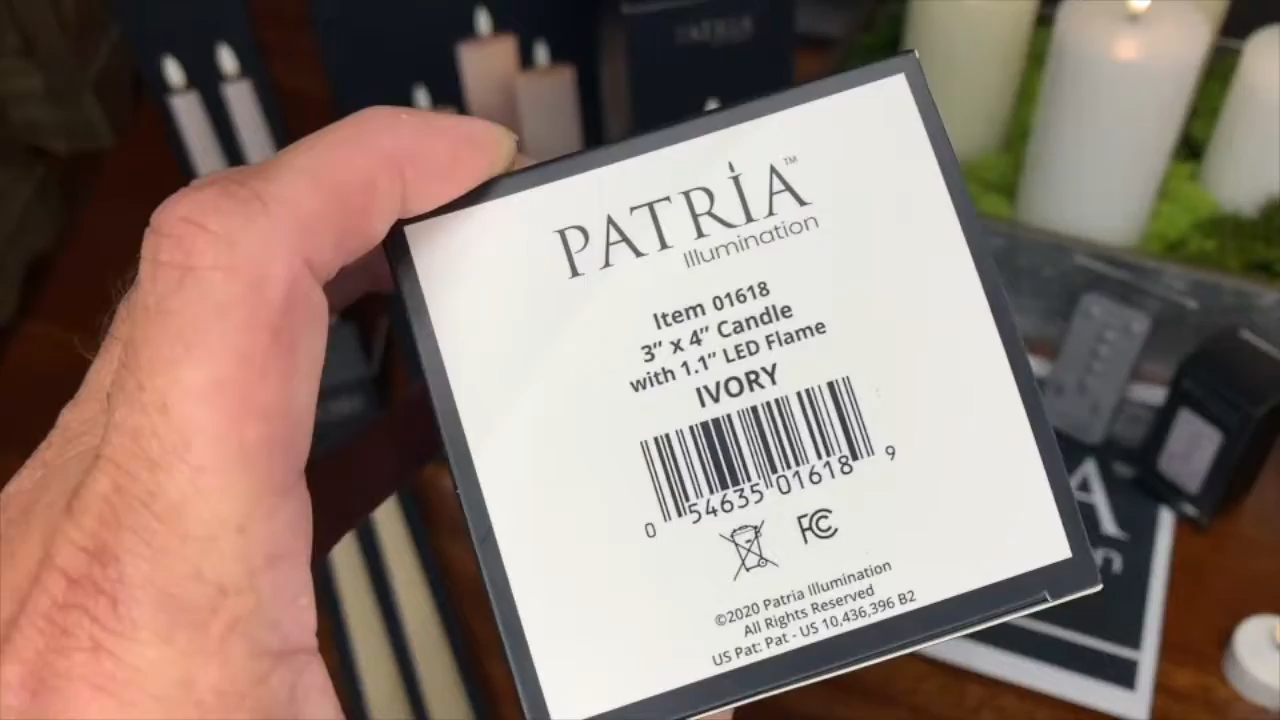 PATRIA™
Illumination
Item 01618
3" x 4" Candle
with 1.1" LED Flame
IVORY
0 54635 01618 9
FC
©2020 Patria Illumination
All Rights Reserved
US Pat: Pat - US 10,436,396 B2
A